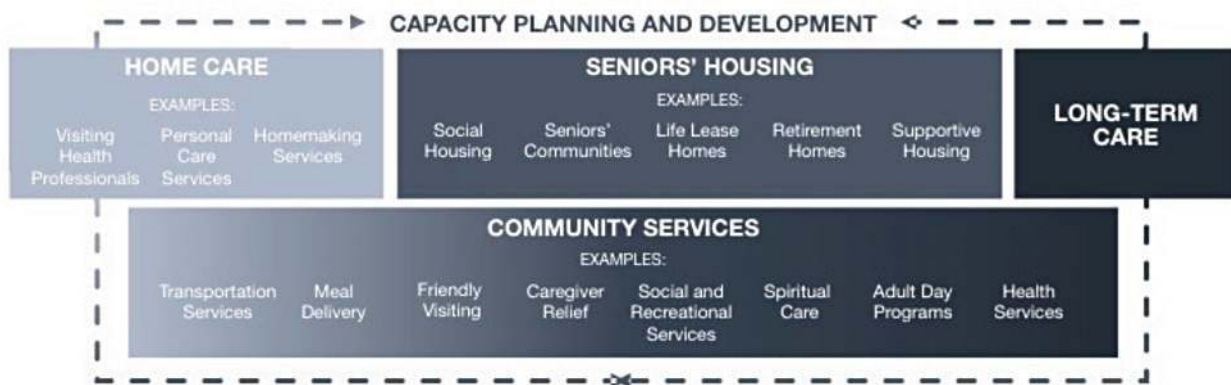 CAPACITY PLANNING AND DEVELOPMENT
HOME CARE
EXAMPLES:
Visiting Health Professionals
Personal Care Services
Homemaking Services
SENIORS' HOUSING
EXAMPLES:
Social Housing
Seniors' Communities
Life Lease Homes
Retirement Homes
Supportive Housing
LONG-TERM
CARE
COMMUNITY SERVICES
EXAMPLES:
Transportation Services
Meal Delivery
Friendly Visiting
Caregiver Relief
Social and Recreational Services
Spiritual Care
Adult Day Programs
Health Services